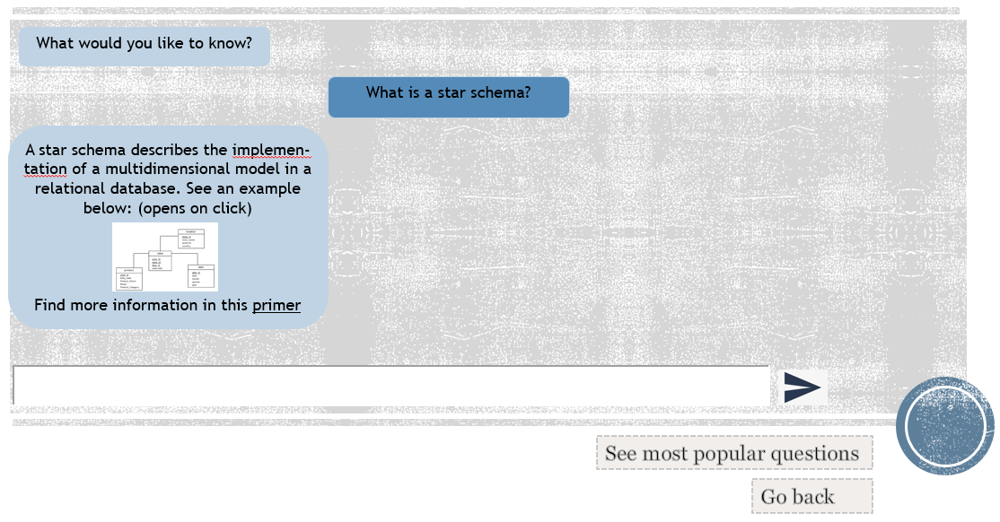 What would you like to know?
What is a star schema?
A star schema describes the implemen-
tation of a multidimensional model in a
relational database. See an example
below: (opens on click)
Find more information in this primer
See most popular questions
Go back